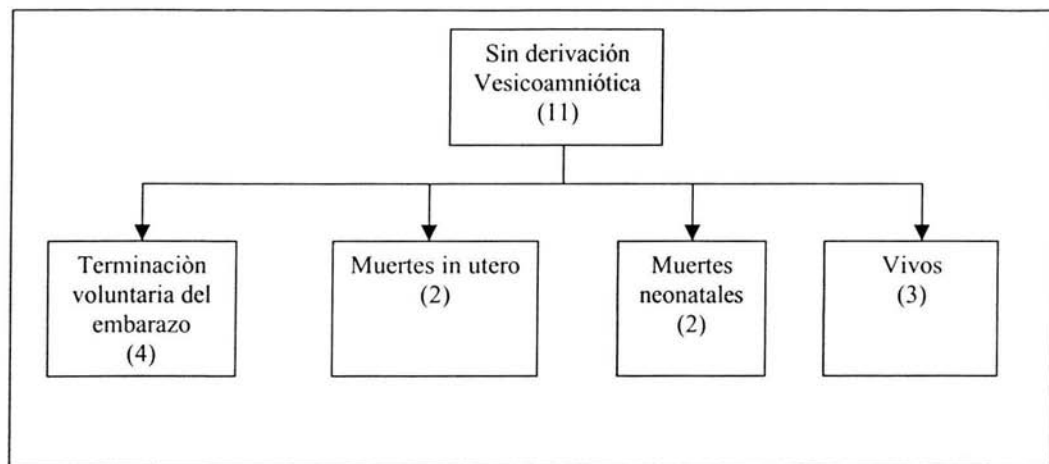 Sin derivación
Vesicoamniótica
(11)
Terminaciòn
voluntaria del
embarazo
(4)
Muertes in utero
(2)
Muertes
neonatales
(2)
Vivos
(3)